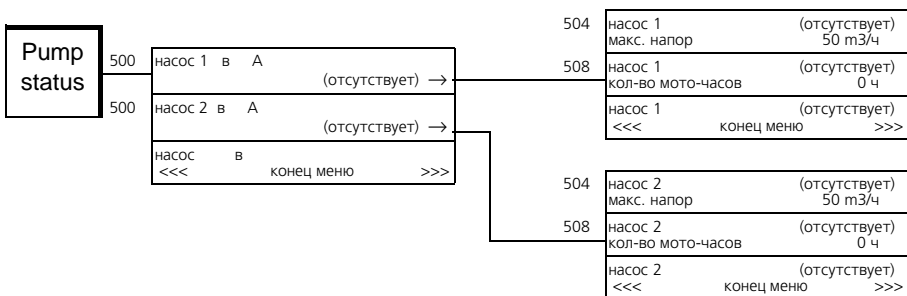 Pump
status
500
насос 1 в А
(отсутствует) →
500
насос 2 в А
(отсутствует) →
насос в
<<< конец меню >>>
504
насос 1 (отсутствует)
макс. напор 50 m3/ч
508
насос 1 (отсутствует)
кол-во мото-часов 0 ч
насос 1 (отсутствует)
<<< конец меню >>>
504
насос 2 (отсутствует)
макс. напор 50 m3/ч
508
насос 2 (отсутствует)
кол-во мото-часов 0 ч
насос 2 (отсутствует)
<<< конец меню >>>